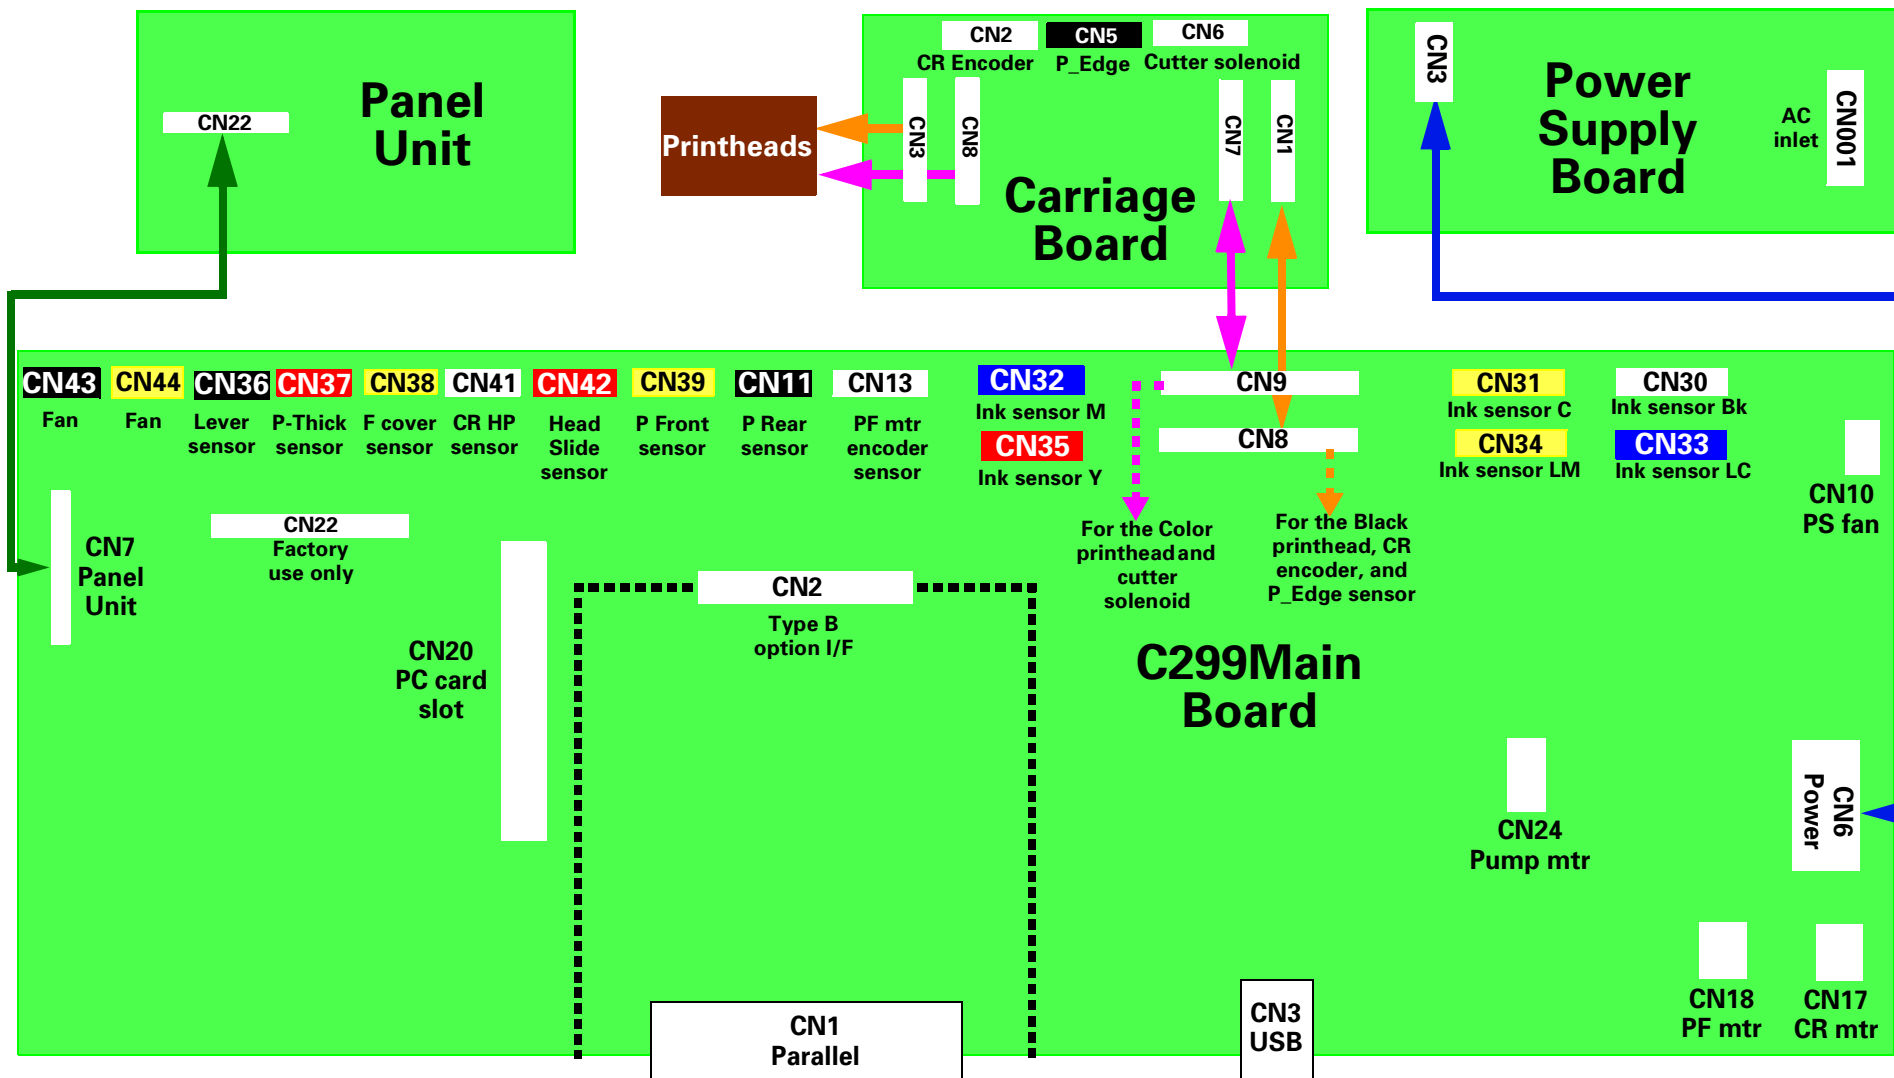 CN22
Panel
Unit
Printheads
CN2
CN5
CN6
CR Encoder
P_Edge
Cutter solenoid
CN3
CN8
CN7
CN1
Carriage
Board
CN3
Power
Supply
Board
AC
inlet
CN001
CN43
Fan
CN44
Fan
CN36
Lever
sensor
CN37
P-Thick
sensor
CN38
F cover
sensor
CN41
CR HP
sensor
CN42
Head
Slide
sensor
CN39
P Front
sensor
CN11
P Rear
sensor
CN13
PF mtr
encoder
sensor
CN32
Ink sensor M
CN35
Ink sensor Y
CN9
CN8
CN31
Ink sensor C
CN34
Ink sensor LM
CN30
Ink sensor Bk
CN33
Ink sensor LC
CN10
PS fan
For the Color
printhead and
cutter
solenoid
For the Black
printhead, CR
encoder, and
P_Edge sensor
CN7
Panel
Unit
CN22
Factory
use only
CN20
PC card
slot
CN2
Type B
option I/F
C299Main
Board
CN24
Pump mtr
CN6
Power
CN18
PF mtr
CN17
CR mtr
CN1
Parallel
CN3
USB